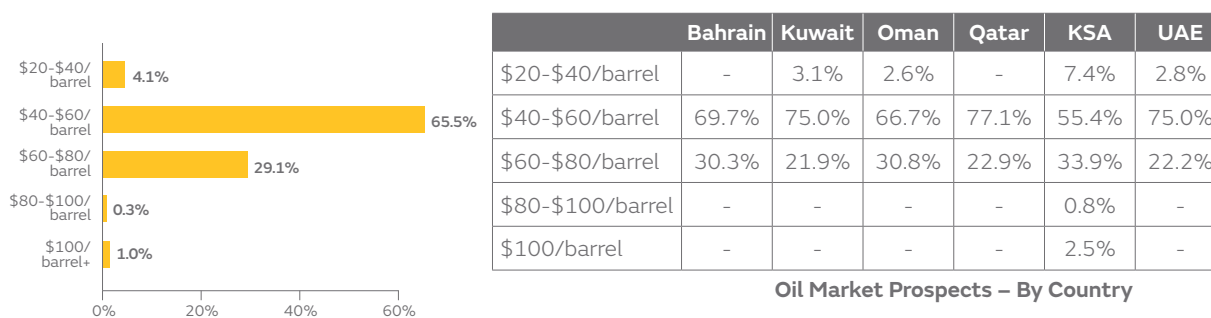 $20-$40/
barrel
4.1%
$40-$60/
barrel
65.5%
$60-$80/
barrel
29.1%
$80-$100/
barrel
0.3%
$100/
barrel+
1.0%
0% 20% 40% 60%
Bahrain Kuwait Oman Qatar KSA UAE
$20-$40/barrel - 3.1% 2.6% - 7.4% 2.8%
$40-$60/barrel 69.7% 75.0% 66.7% 77.1% 55.4% 75.0%
$60-$80/barrel 30.3% 21.9% 30.8% 22.9% 33.9% 22.2%
$80-$100/barrel - - - - 0.8% -
$100/barrel - - - - 2.5% -
Oil Market Prospects – By Country